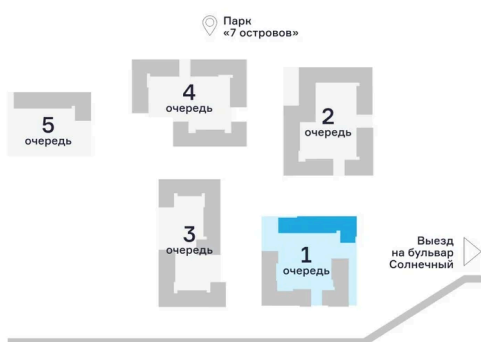 Парк
«7 островов»
4
очередь
5
очередь
2
очередь
3
очередь
1
очередь
Выезд
на бульвар
Солнечный